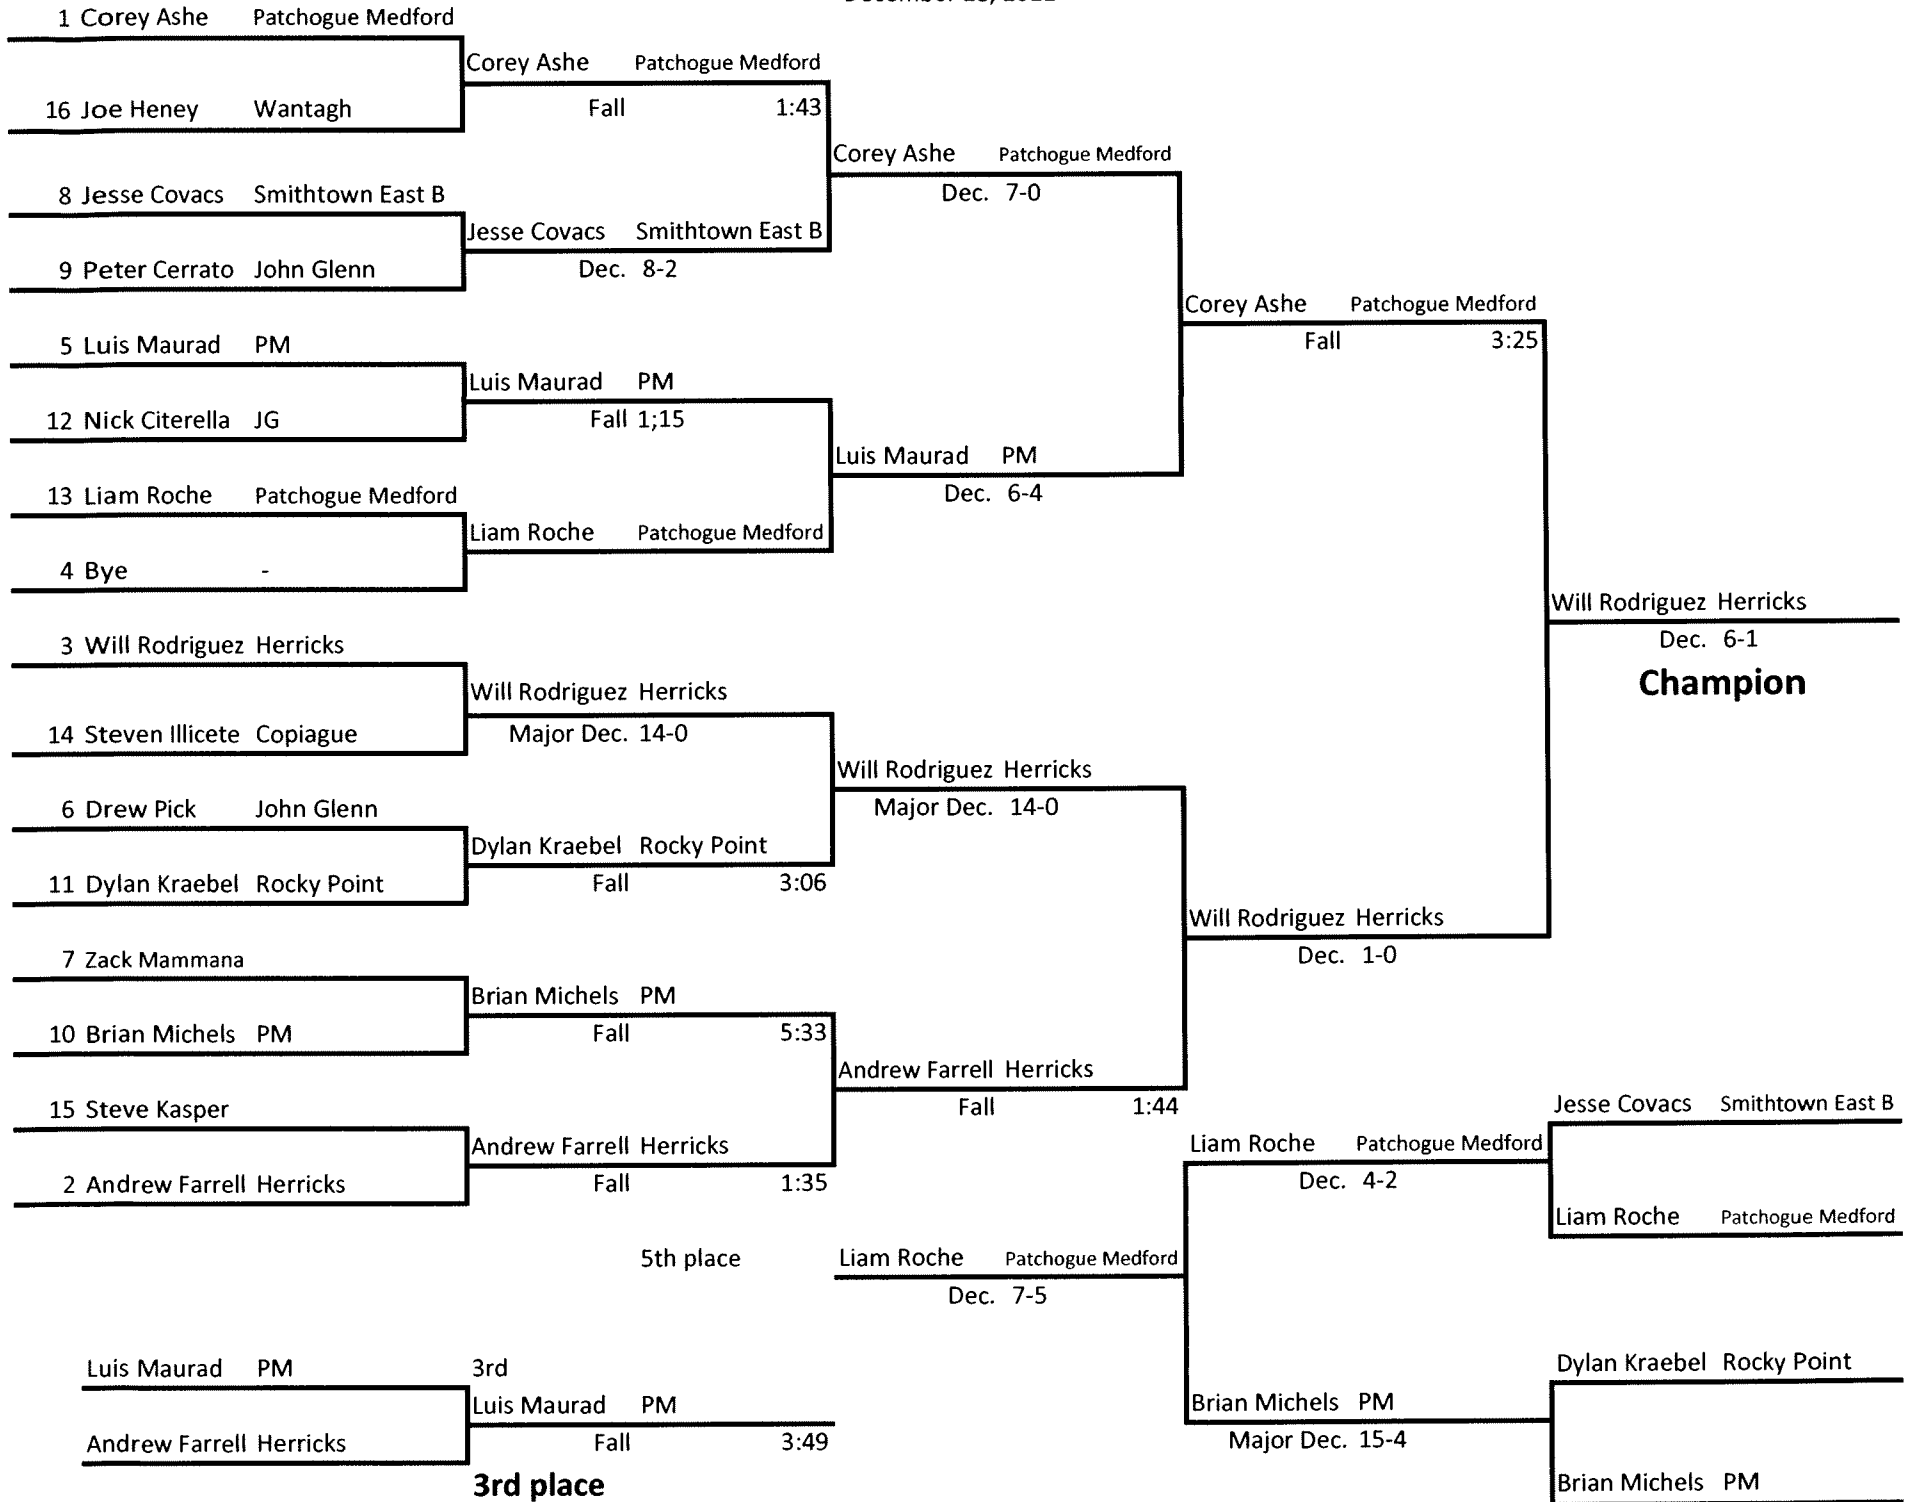 1 Corey Ashe Patchogue Medford
Corey Ashe Patchogue Medford
16 Joe Heney Wantagh
Fall 1:43
Corey Ashe Patchogue Medford
Dec. 7-0
8 Jesse Covacs Smithtown East B
Jesse Covacs Smithtown East B
Dec. 8-2
9 Peter Cerrato John Glenn
Corey Ashe Patchogue Medford
Fall 3:25
5 Luis Maurad PM
Luis Maurad PM
Fall 1;15
12 Nick Citerella JG
Luis Maurad PM
Dec. 6-4
13 Liam Roche Patchogue Medford
Liam Roche Patchogue Medford
4 Bye -
Will Rodriguez Herricks
Dec. 6-1
Champion
3 Will Rodriguez Herricks
Will Rodriguez Herricks
Major Dec. 14-0
14 Steven Illicete Copiague
Will Rodriguez Herricks
Major Dec. 14-0
6 Drew Pick John Glenn
Dylan Kraebel Rocky Point
Fall 3:06
11 Dylan Kraebel Rocky Point
Will Rodriguez Herricks
Dec. 1-0
7 Zack Mammana
Brian Michels PM
Fall 5:33
10 Brian Michels PM
Andrew Farrell Herricks
Fall 1:44
15 Steve Kasper
Andrew Farrell Herricks
Fall 1:35
2 Andrew Farrell Herricks
Jesse Covacs Smithtown East B
Liam Roche Patchogue Medford
Dec. 4-2
Liam Roche Patchogue Medford
5th place Liam Roche Patchogue Medford
Dec. 7-5
Dylan Kraebel Rocky Point
Brian Michels PM
Major Dec. 15-4
Brian Michels PM
Luis Maurad PM 3rd
Luis Maurad PM
Andrew Farrell Herricks Fall 3:49
3rd place